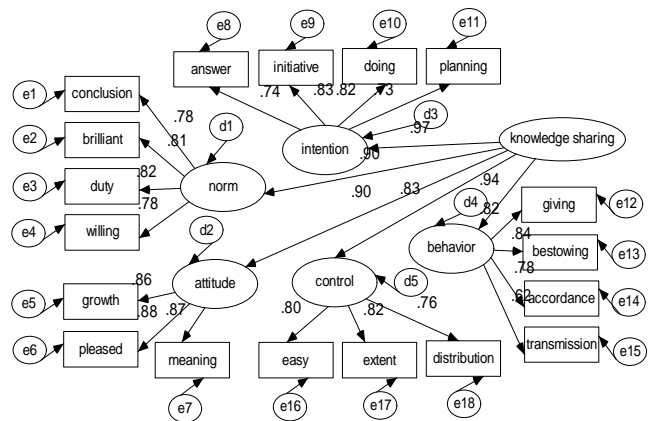 e8
e9
e10
e11
answer
initiative
doing
planning
e1
conclusion
.74
.83
.82
3
e2
brilliant
.78
.81
d1
d3
.97
knowledge sharing
intention
.90
e3
duty
.82
norm
.90
.83
.94
e4
willing
.78
d2
d4
.82
giving
e12
behavior
.84
bestowing
e13
attitude
control
d5
.78
e5
growth
.86
.88
.87
.80
.82
.76
.62
accordance
e14
e6
pleased
meaning
easy
extent
distribution
transmission
e15
e7
e16
e17
e18